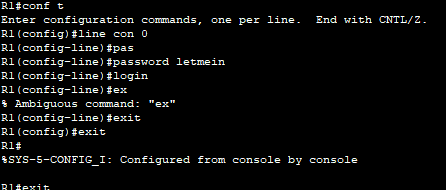 R1#conf t
Enter configuration commands, one per line.  End with CNTL/Z.
R1(config)#line con 0
R1(config-line)#pas
R1(config-line)#password letmein
R1(config-line)#login
R1(config-line)#ex
% Ambiguous command: "ex"
R1(config-line)#exit
R1(config)#exit
R1#
%SYS-5-CONFIG_I: Configured from console by console
R1#exit